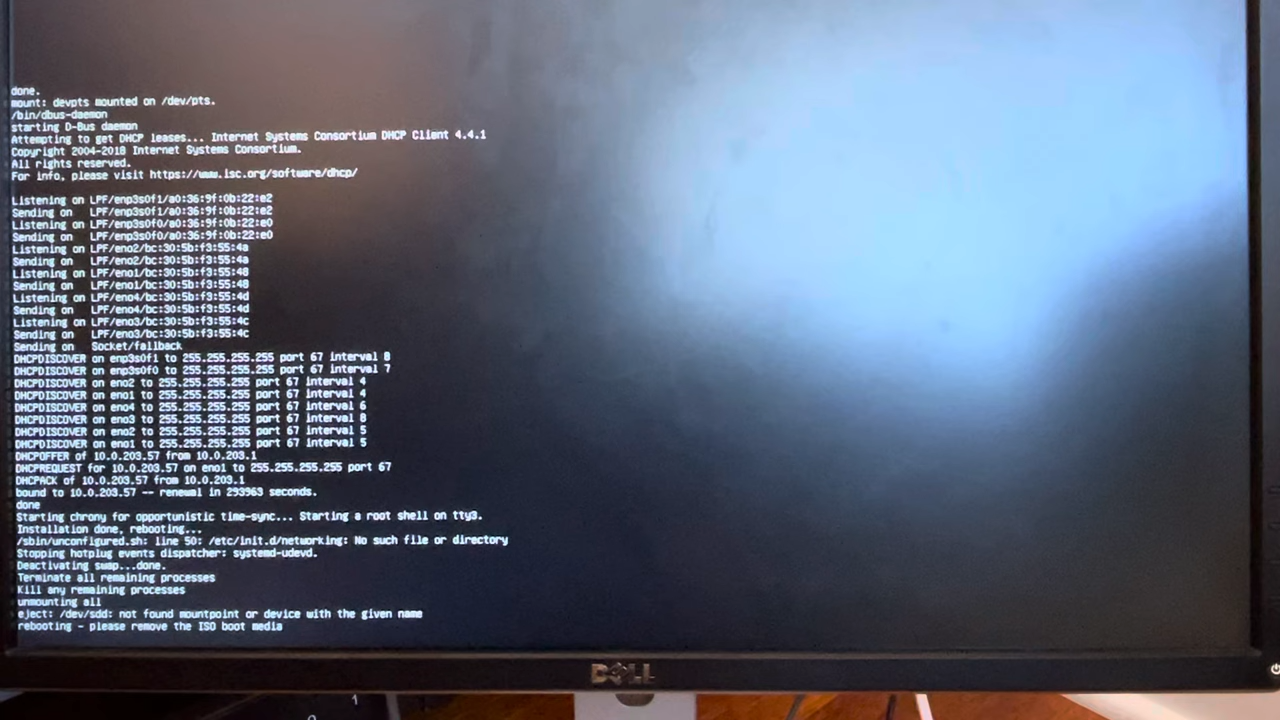 done.
mount: devpts mounted on /dev/pts.
/bin/dbus-daemon
starting D-Bus daemon
Attempting to get DHCP leases... Internet Systems Consortium DHCP Client 4.4.1
Copyright 2004-2018 Internet Systems Consortium.
All rights reserved.
For info, please visit https://www.isc.org/software/dhcp/
Listening on LPF/enp3s0f1/a0:36:9f:0b:22:e2
Sending on   LPF/enp3s0f1/a0:36:9f:0b:22:e2
Listening on LPF/enp3s0f0/a0:36:9f:0b:22:e0
Sending on   LPF/enp3s0f0/a0:36:9f:0b:22:e0
Listening on LPF/eno2/bc:30:5b:f3:55:4a
Sending on   LPF/eno2/bc:30:5b:f3:55:4a
Listening on LPF/eno1/bc:30:5b:f3:55:48
Sending on   LPF/eno1/bc:30:5b:f3:55:48
Listening on LPF/eno4/bc:30:5b:f3:55:4d
Sending on   LPF/eno4/bc:30:5b:f3:55:4d
Listening on LPF/eno3/bc:30:5b:f3:55:4c
Sending on   LPF/eno3/bc:30:5b:f3:55:4c
Sending on   Socket/fallback
DHCPDISCOVER on enp3s0f1 to 255.255.255.255 port 67 interval 8
DHCPDISCOVER on enp3s0f0 to 255.255.255.255 port 67 interval 7
DHCPDISCOVER on eno2 to 255.255.255.255 port 67 interval 4
DHCPDISCOVER on eno1 to 255.255.255.255 port 67 interval 4
DHCPDISCOVER on eno4 to 255.255.255.255 port 67 interval 6
DHCPDISCOVER on eno3 to 255.255.255.255 port 67 interval 8
DHCPDISCOVER on eno2 to 255.255.255.255 port 67 interval 5
DHCPDISCOVER on eno1 to 255.255.255.255 port 67 interval 5
DHCPOFFER of 10.0.203.57 from 10.0.203.1
DHCPREQUEST for 10.0.203.57 on eno1 to 255.255.255.255 port 67
DHCPACK of 10.0.203.57 from 10.0.203.1
bound to 10.0.203.57 -- renewal in 293963 seconds.
done
Starting chrony for opportunistic time-sync... Starting a root shell on tty3.
Installation done, rebooting...
/sbin/unconfigured.sh: line 50: /etc/init.d/networking: No such file or directory
Stopping hotplug events dispatcher: systemd-udevd.
Deactivating swap...done.
Terminate all remaining processes
Kill any remaining processes
unmounting all
eject: /dev/sdd: not found mountpoint or device with the given name
rebooting - please remove the ISO boot media
DELL